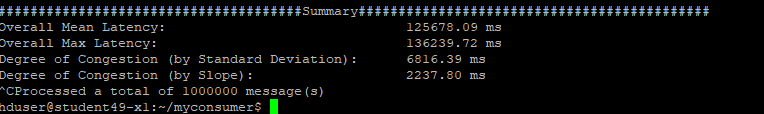 ######################################Summary############################################
Overall Mean Latency: 125678.09 ms
Overall Max Latency: 136239.72 ms
Degree of Congestion (by Standard Deviation): 6816.39 ms
Degree of Congestion (by Slope): 2237.80 ms
^CProcessed a total of 1000000 message(s)
hduser@student49-x1:~/myconsumer$